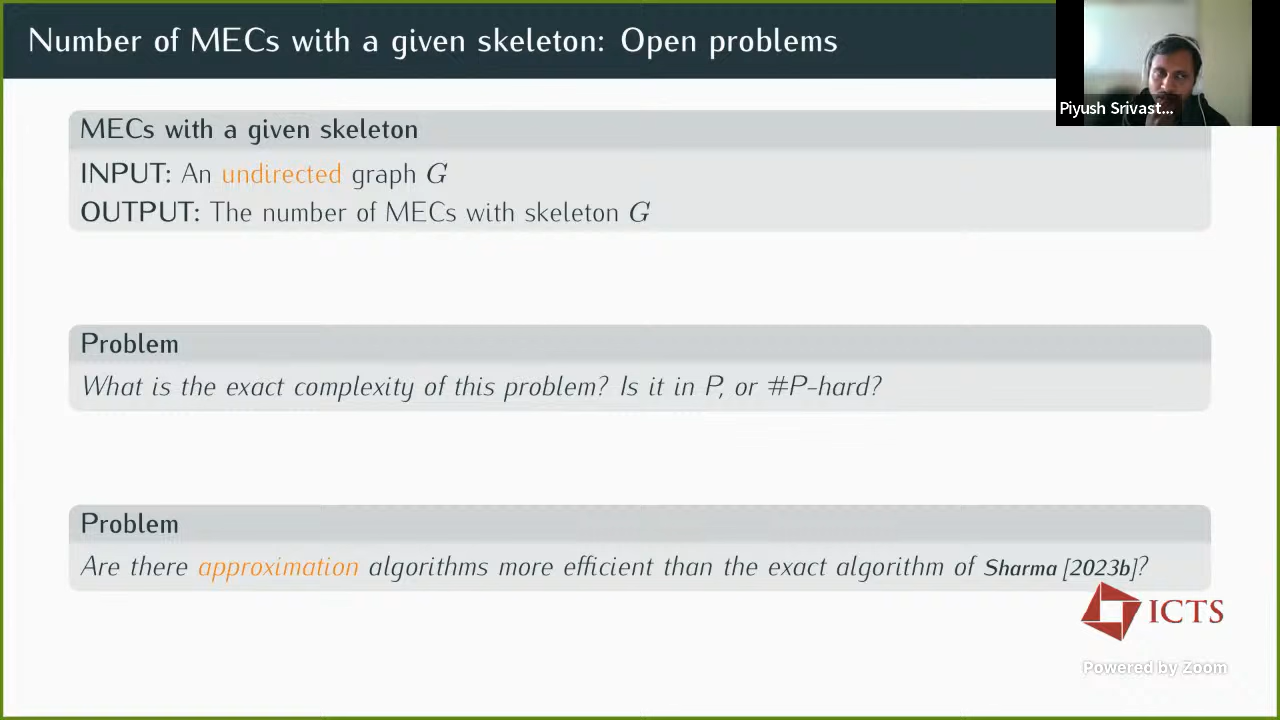 Number of MECs with a given skeleton: Open problems
Piyush Srivast...
MECs with a given skeleton
INPUT: An undirected graph G
OUTPUT: The number of MECs with skeleton G
Problem
What is the exact complexity of this problem? Is it in P, or #P-hard?
Problem
Are there approximation algorithms more efficient than the exact algorithm of Sharma [2023b]?
ICTS
Powered by Zoom